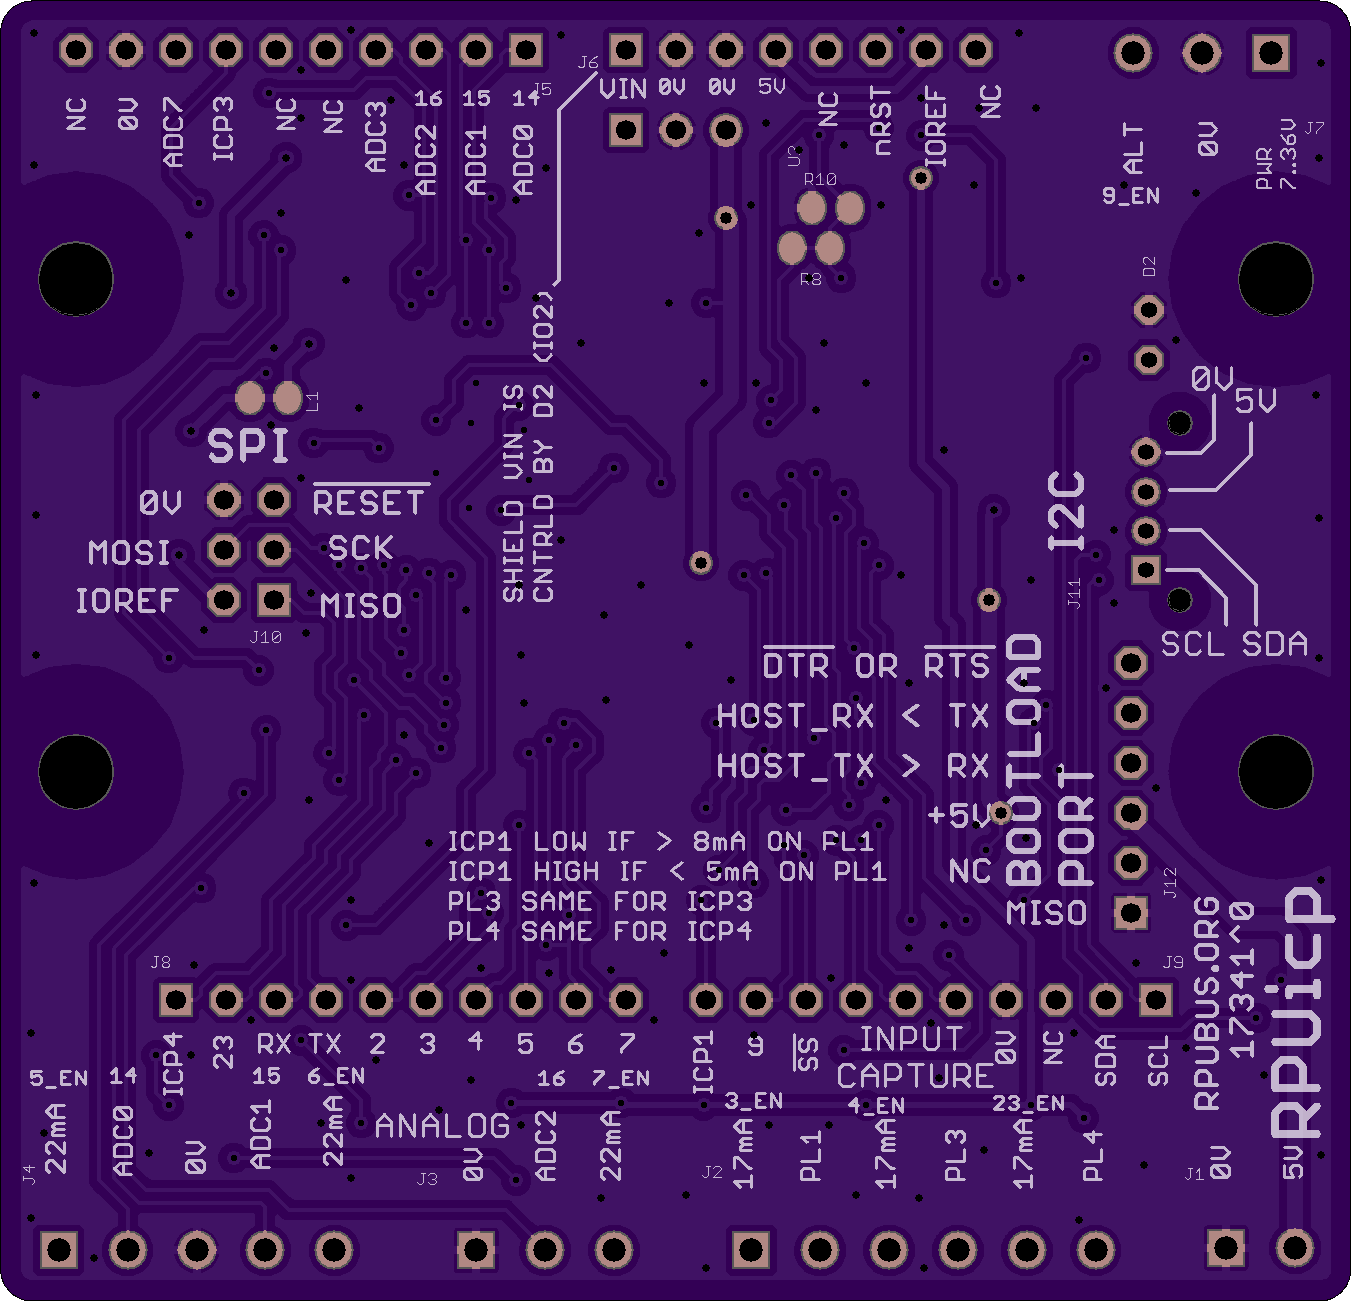 J6
J5
VIN 0V 0V 5V
NC
0V
ADC7
ICP3
NC
NC
ADC3
16 15 14
ADC2
ADC1
ADC0
NC
nRST
IOREF
NC
ALT
9_EN
0V
PWR
7..36V
J7
U2
R10
R8
D2
SHIELD VIN IS
CNTRLD BY D2 (IO2)
L1
SPI
0V RESET
MOSI SCK
IOREF MISO
J10
0V
5V
I2C
J11
SCL SDA
DTR OR RTS
HOST_RX < TX
HOST_TX > RX
+5V
NC
MISO
BOOTLOAD
PORT
J12
ICP1 LOW IF > 8mA ON PL1
ICP1 HIGH IF < 5mA ON PL1
PL3 SAME FOR ICP3
PL4 SAME FOR ICP4
RPUBUS.ORG
17341^0
RPUicp
J8
J9
ICP4
23
RX TX 2 3 4 5 6 7
ICP1
9
SS
INPUT
CAPTURE
0V
NC
SDA
SCL
5_EN 14 15 6_EN 16 7_EN
3_EN 4_EN 23_EN
22mA
ADC0
0V
ADC1
22mA
ANALOG
0V
ADC2
22mA
17mA
PL1
17mA
PL3
17mA
PL4
0V
5V
J4
J3
J2
J1